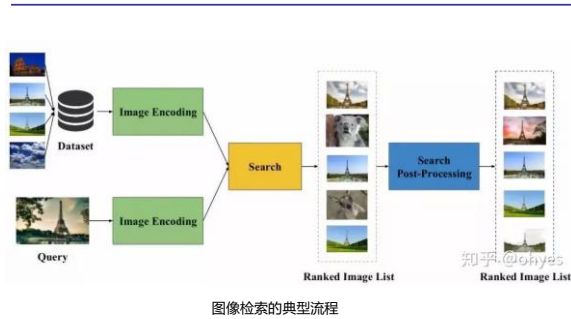 Image Encoding
Dataset
Search
Search
Post-Processing
Image Encoding
Query
Ranked Image List
Ranked Image List
知乎 @ohyes
图像检索的典型流程